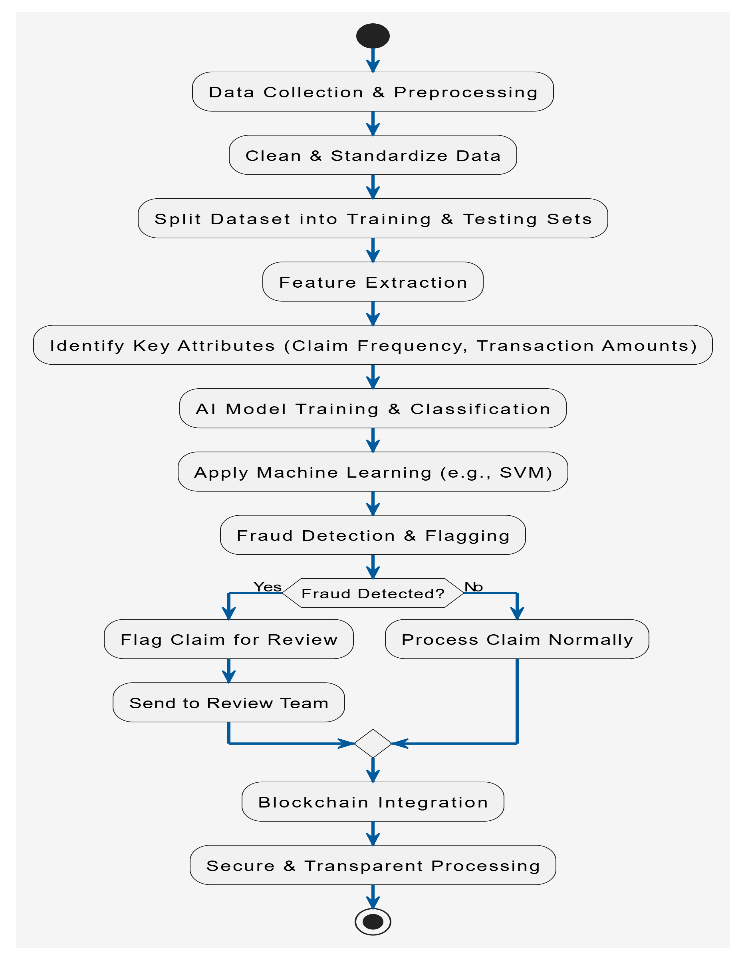 Data Collection & Preprocessing
Clean & Standardize Data
Split Dataset into Training & Testing Sets
Feature Extraction
Identify Key Attributes (Claim Frequency, Transaction Amounts)
AI Model Training & Classification
Apply Machine Learning (e.g., SVM)
Fraud Detection & Flagging
Yes
Fraud Detected?
No
Flag Claim for Review
Process Claim Normally
Send to Review Team
Blockchain Integration
Secure & Transparent Processing